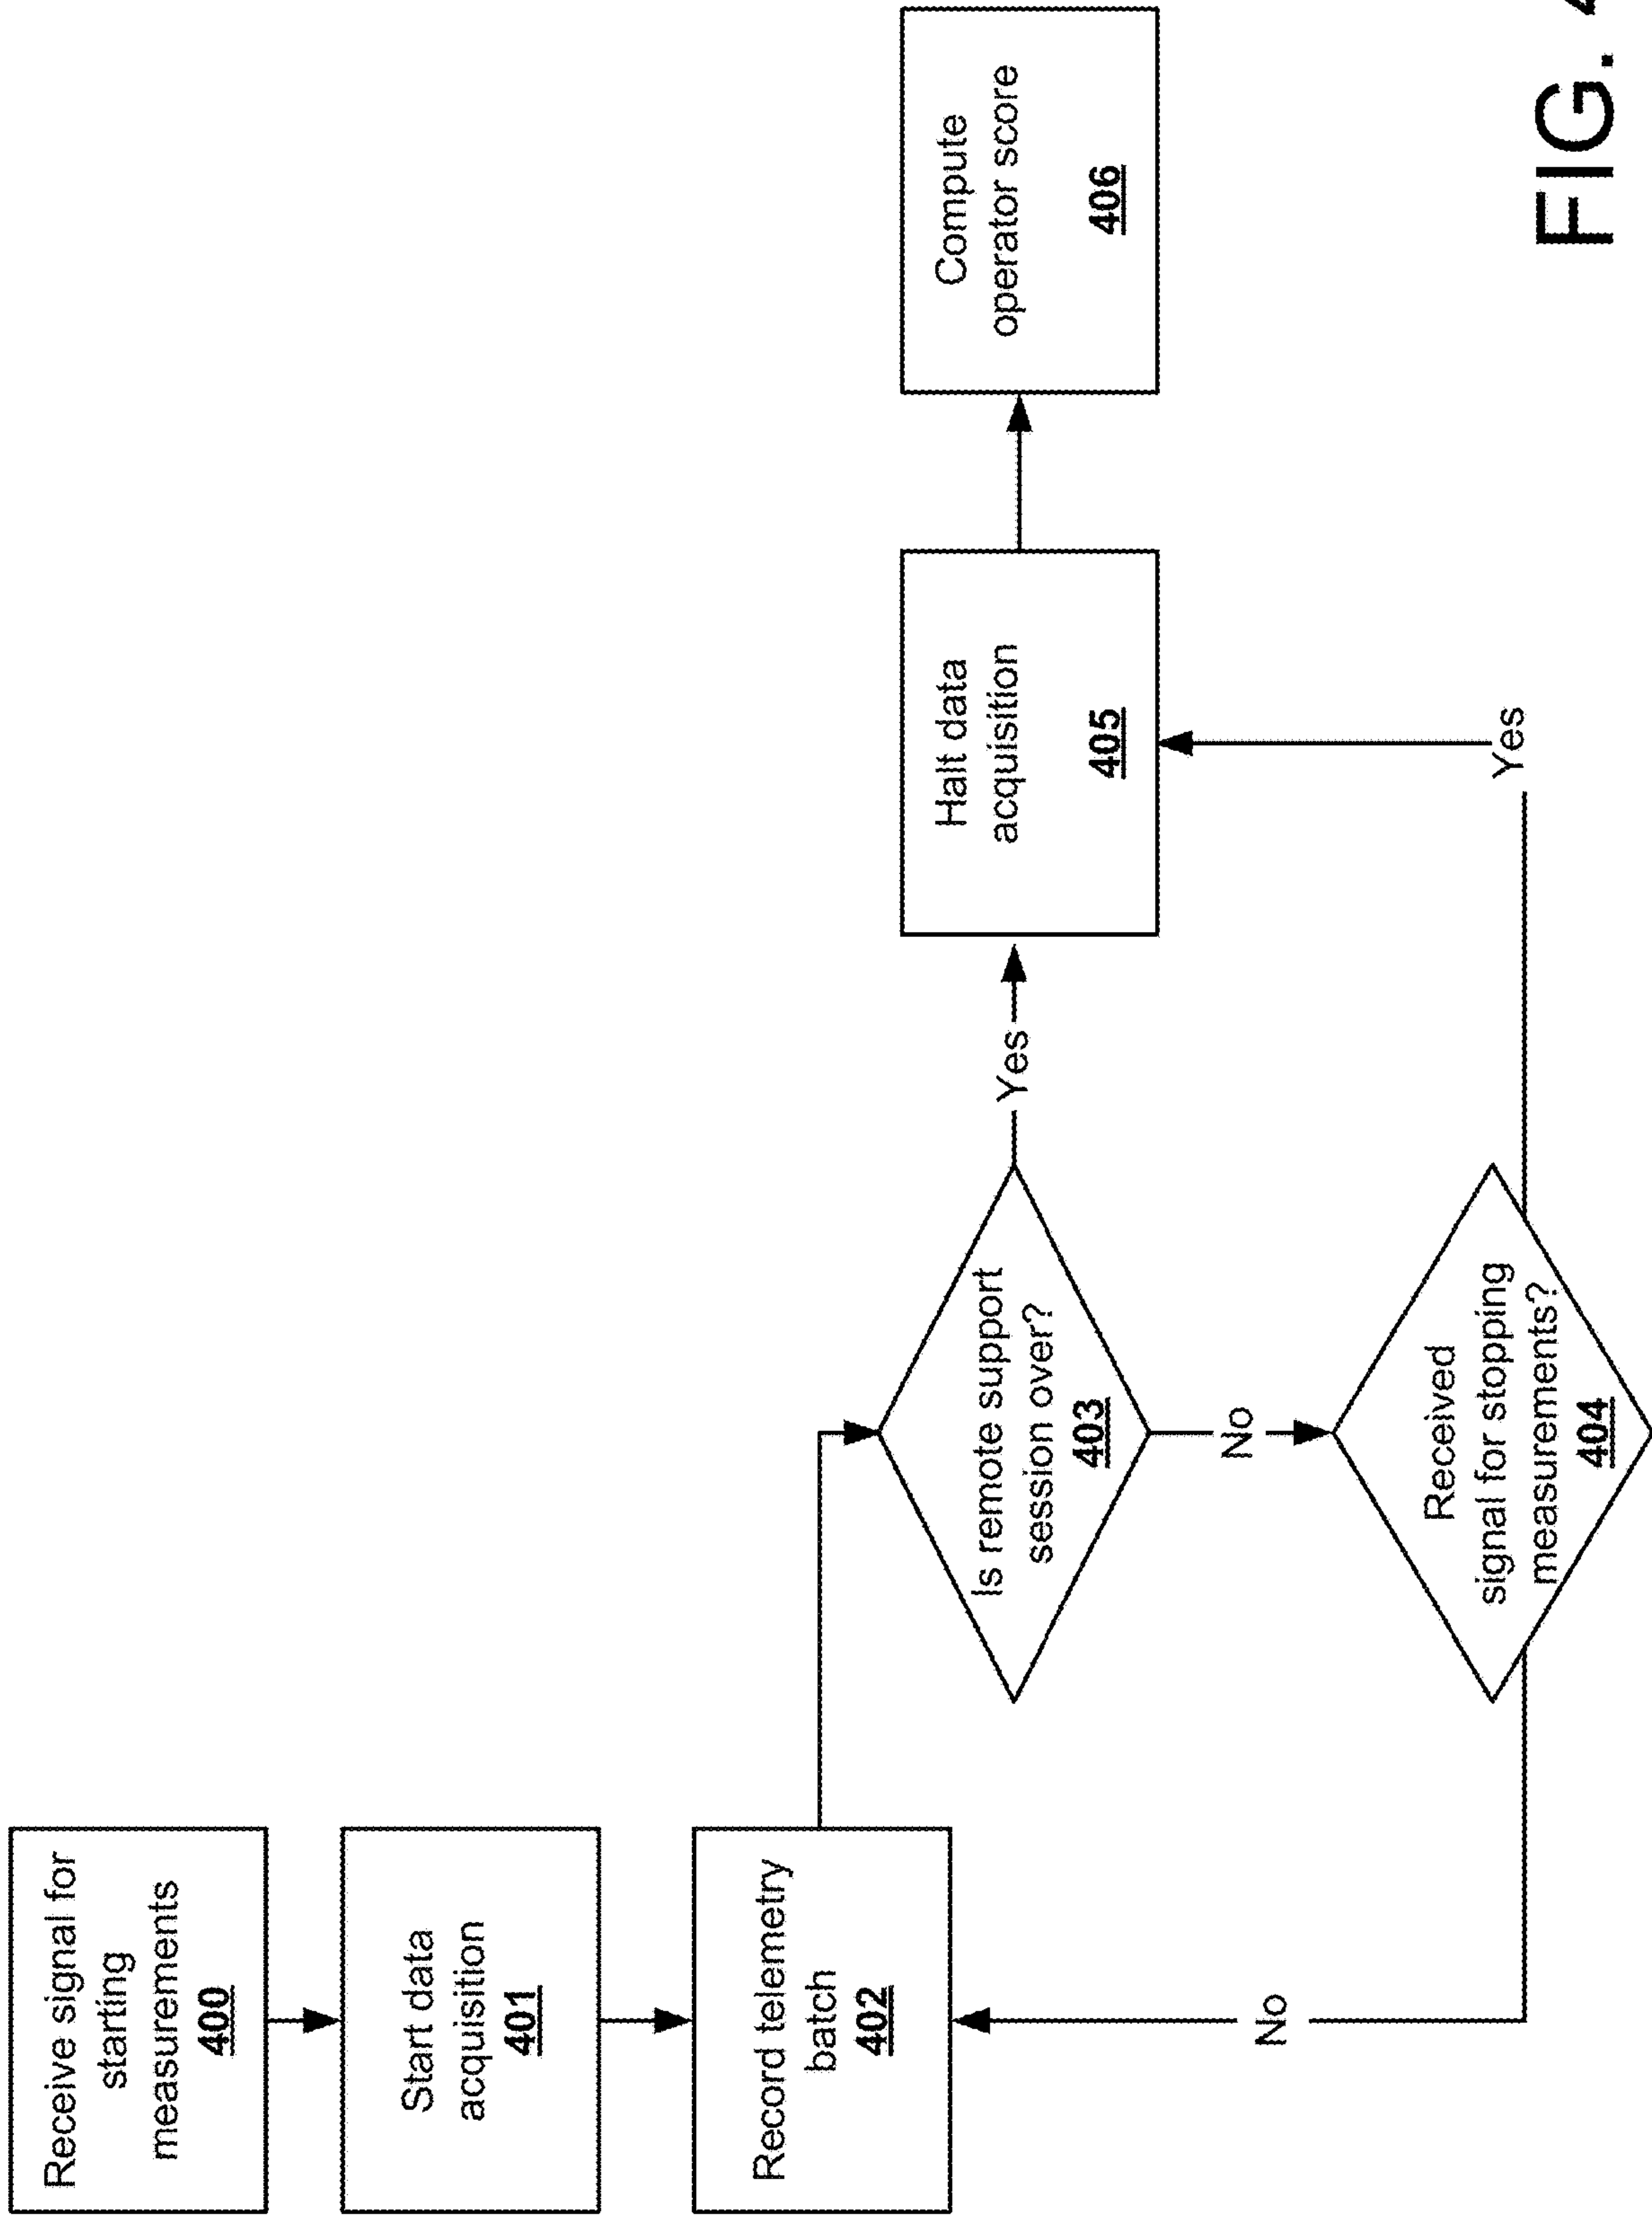 Receive signal for
starting
measurements
400
Start data
acquisition
401
Record telemetry
batch
402
Is remote support
session over?
403
Yes
No
Received
signal for stopping
measurements?
404
No
Yes
Halt data
acquisition
405
Compute
operator score
406
FIG. 4